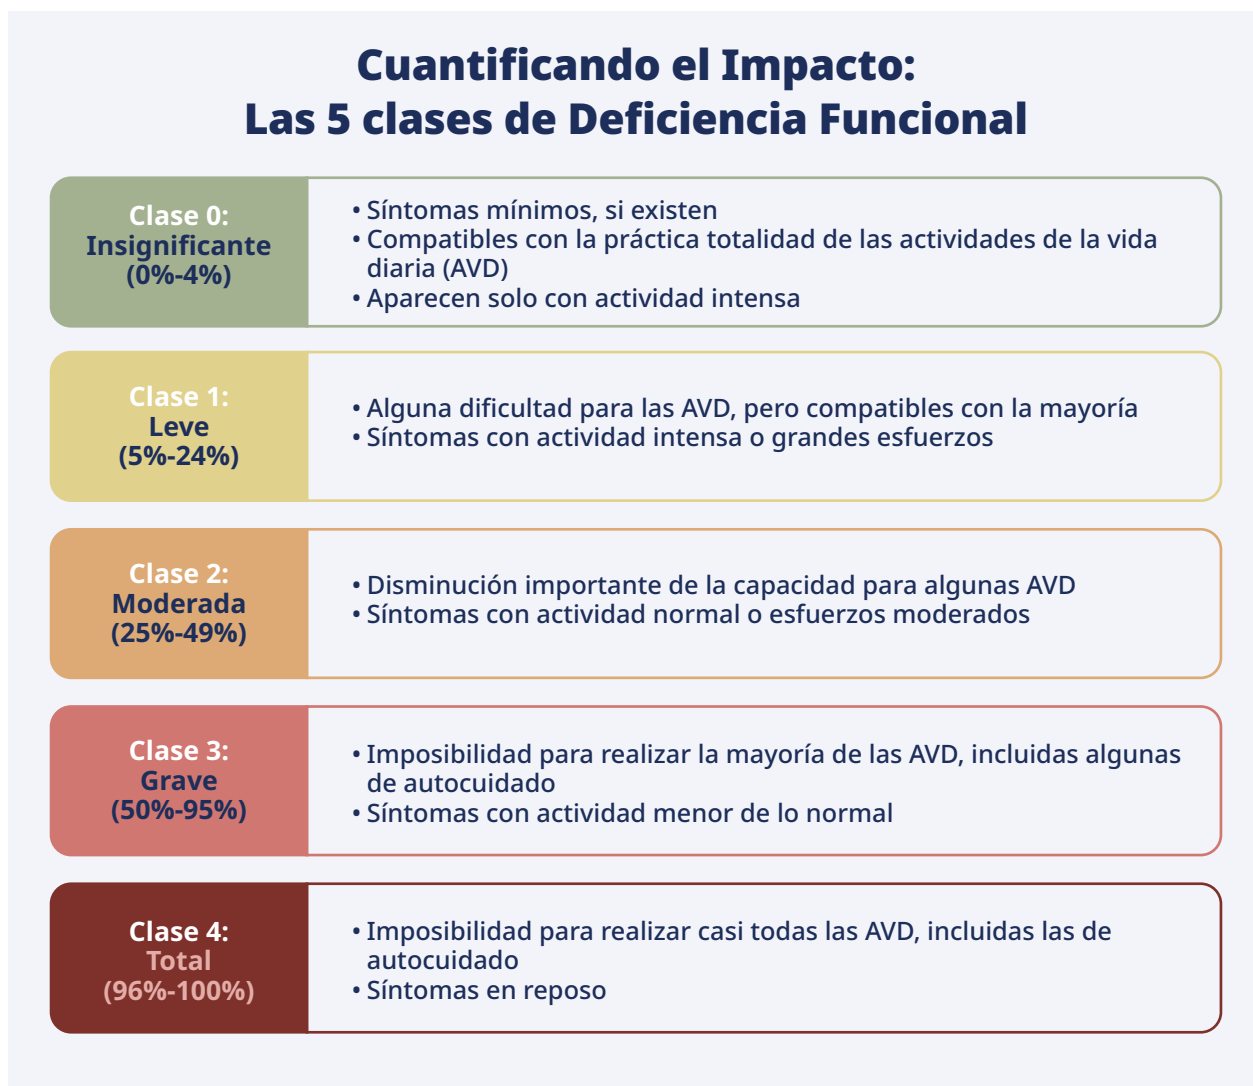 Cuantificando el Impacto:
Las 5 clases de Deficiencia Funcional
Clase 0:
Insignificante
(0%-4%)
• Síntomas mínimos, si existen
• Compatibles con la práctica totalidad de las actividades de la vida
diaria (AVD)
• Aparecen solo con actividad intensa
Clase 1:
Leve
(5%-24%)
• Alguna dificultad para las AVD, pero compatibles con la mayoría
• Síntomas con actividad intensa o grandes esfuerzos
Clase 2:
Moderada
(25%-49%)
• Disminución importante de la capacidad para algunas AVD
• Síntomas con actividad normal o esfuerzos moderados
Clase 3:
Grave
(50%-95%)
• Imposibilidad para realizar la mayoría de las AVD, incluidas algunas
de autocuidado
• Síntomas con actividad menor de lo normal
Clase 4:
Total
(96%-100%)
• Imposibilidad para realizar casi todas las AVD, incluidas las de
autocuidado
• Síntomas en reposo